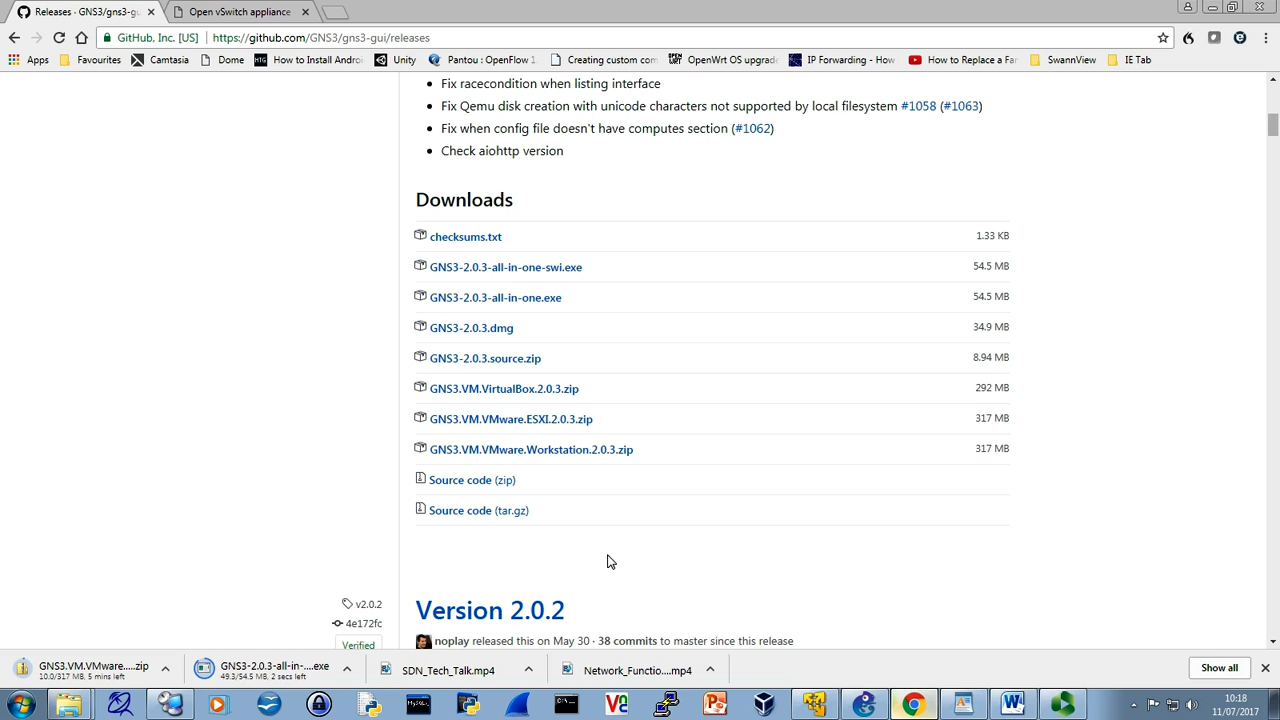 Releases · GNS3/gns3-gu
Open vSwitch appliance
GitHub, Inc. [US]
https://github.com/GNS3/gns3-gui/releases
Apps
Favourites
Camtasia
Dome
How to Install Andro
Unity
Pantou : OpenFlow 1
Creating custom com
OpenWrt OS upgrade
IP Forwarding - How
How to Replace a Fa
SwannView
IE Tab
• Fix racecondition when listing interface
• Fix Qemu disk creation with unicode characters not supported by local filesystem #1058 (#1063)
• Fix when config file doesn't have computes section (#1062)
• Check aiohttp version
Downloads
checksums.txt 1.33 KB
GNS3-2.0.3-all-in-one-swi.exe 54.5 MB
GNS3-2.0.3-all-in-one.exe 54.5 MB
GNS3-2.0.3.dmg 34.9 MB
GNS3-2.0.3.source.zip 8.94 MB
GNS3.VM.VirtualBox.2.0.3.zip 292 MB
GNS3.VM.VMware.ESXI.2.0.3.zip 317 MB
GNS3.VM.VMware.Workstation.2.0.3.zip 317 MB
Source code (zip)
Source code (tar.gz)
v2.0.2
4e172fc
Verified
Version 2.0.2
noplay released this on May 30 · 38 commits to master since this release
GNS3.VM.VMware....zip
10.0/317 MB, 5 mins left
GNS3-2.0.3-all-in-....exe
49.3/54.5 MB, 2 secs left
SDN_Tech_Talk.mp4
Network_Functio....mp4
Show all
10:18
11/07/2017